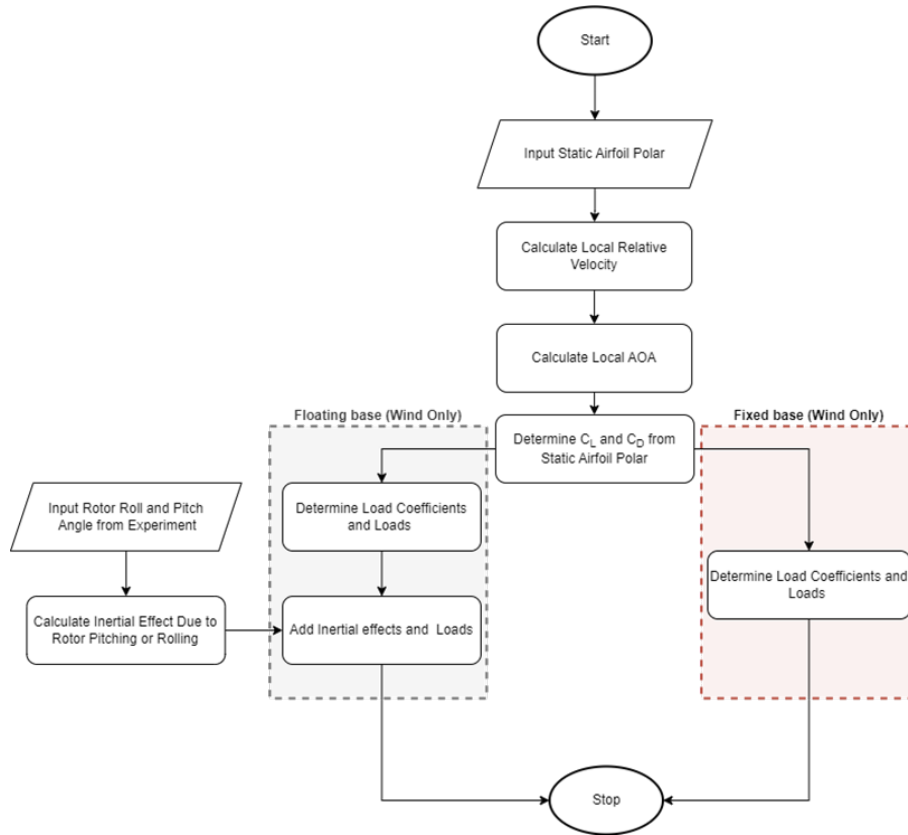 Start
Input Static Airfoil Polar
Calculate Local Relative
Velocity
Calculate Local AOA
Floating base (Wind Only)
Fixed base (Wind Only)
Determine C_L and C_D from
Static Airfoil Polar
Input Rotor Roll and Pitch
Angle from Experiment
Determine Load Coefficients
and Loads
Determine Load Coefficients and
Loads
Calculate Inertial Effect Due to
Rotor Pitching or Rolling
Add Inertial effects and Loads
Stop